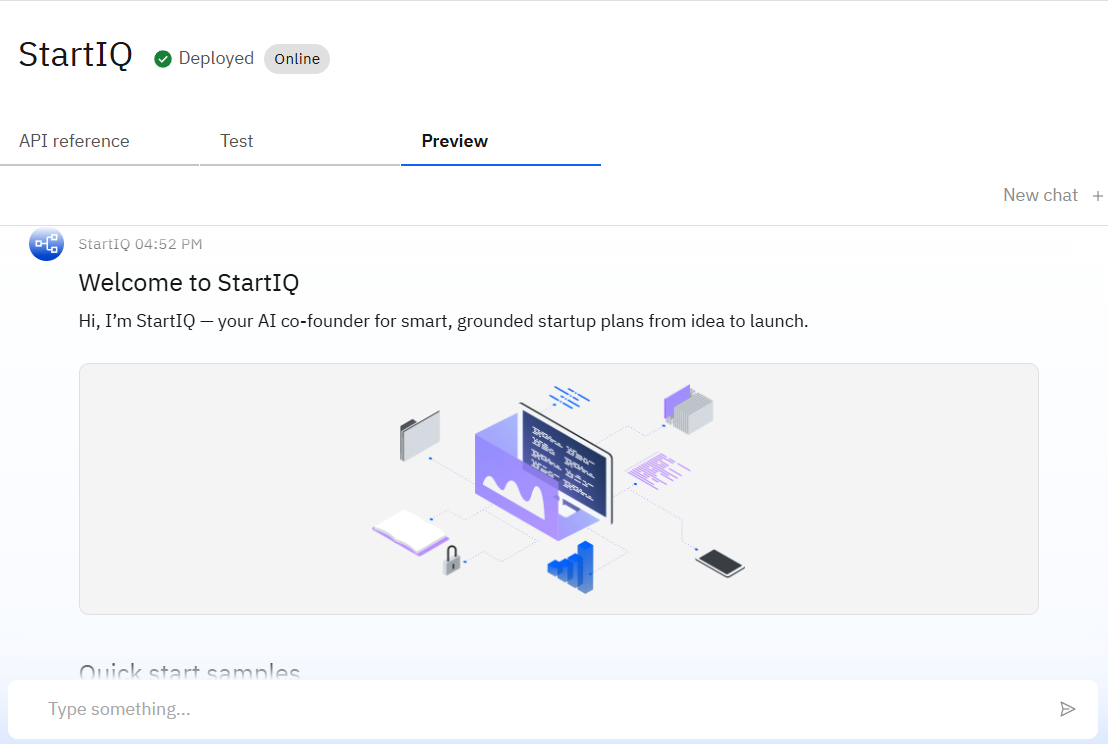 StartIQ
Deployed
Online
API reference
Test
Preview
New chat +
StartIQ 04:52 PM
Welcome to StartIQ
Hi, I’m StartIQ — your AI co-founder for smart, grounded startup plans from idea to launch.
Quick start samples
Type something...